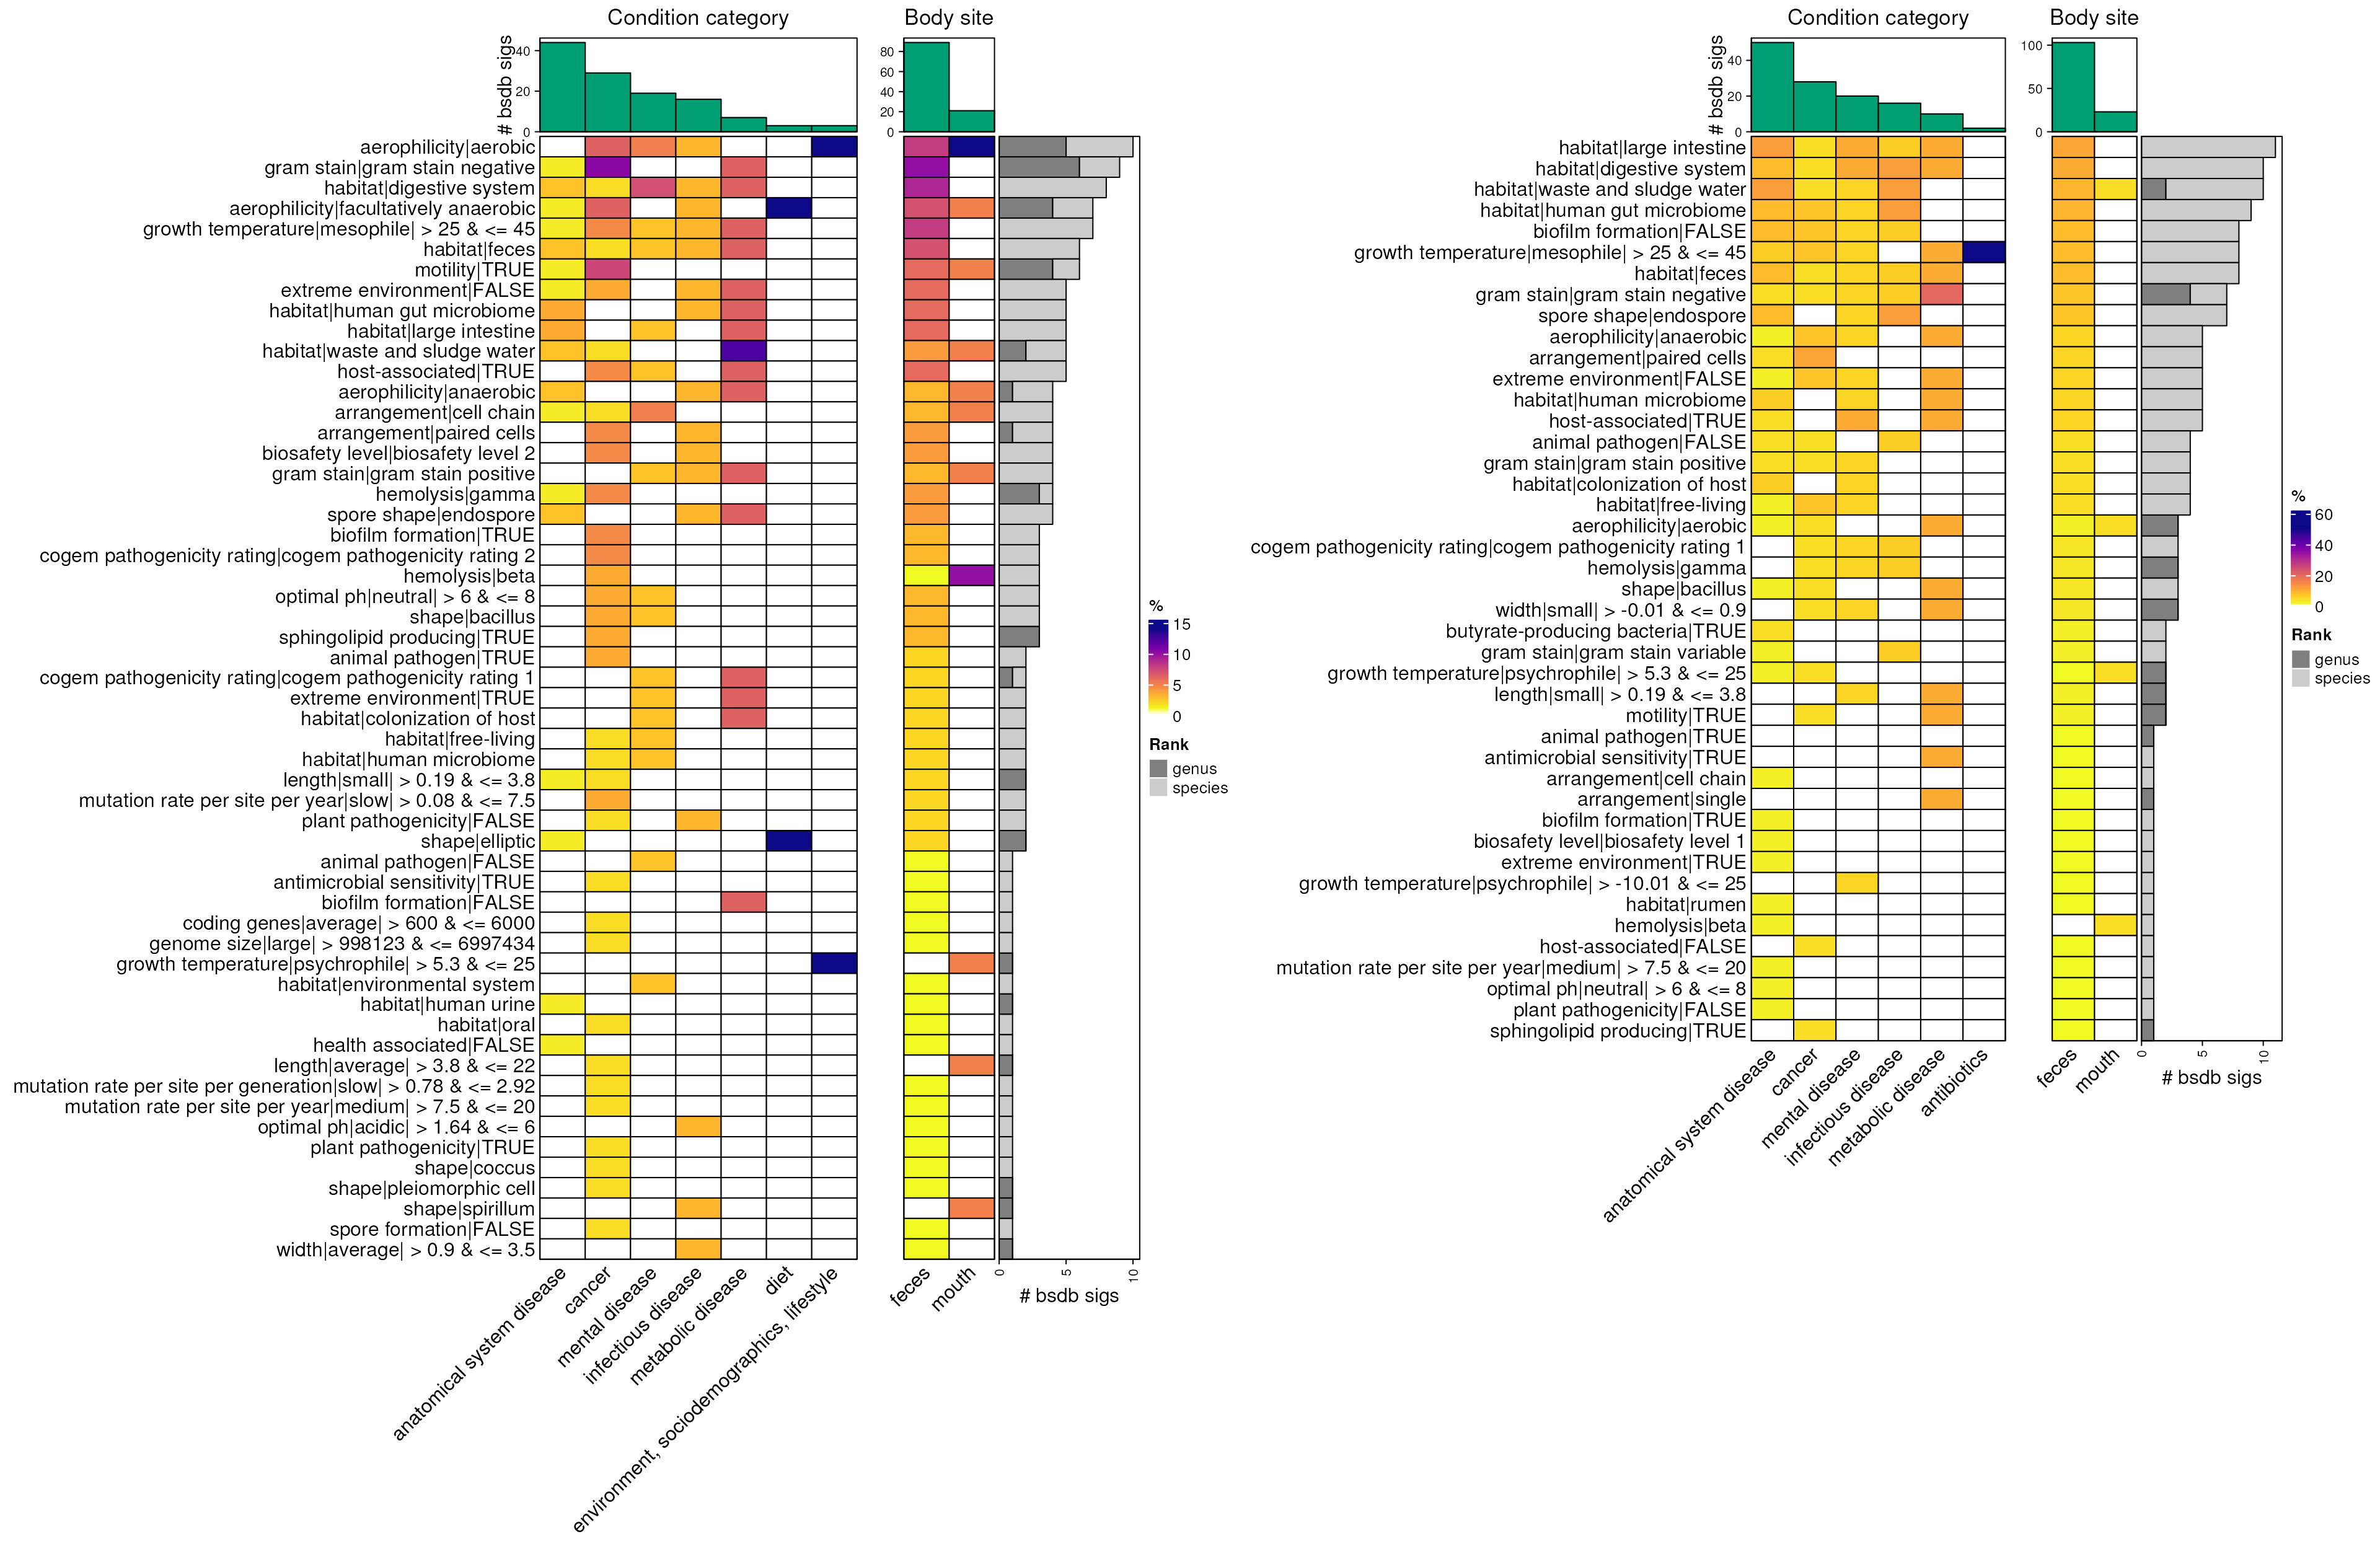 Condition category
Body site
# bsdb sigs
40
20
0
80
60
40
20
0
aerophilicity|aerobic
gram stain|gram stain negative
habitat|digestive system
aerophilicity|facultatively anaerobic
growth temperature|mesophile| > 25 & <= 45
habitat|feces
motility|TRUE
extreme environment|FALSE
habitat|human gut microbiome
habitat|large intestine
habitat|waste and sludge water
host-associated|TRUE
aerophilicity|anaerobic
arrangement|cell chain
arrangement|paired cells
biosafety level|biosafety level 2
gram stain|gram stain positive
hemolysis|gamma
spore shape|endospore
biofilm formation|TRUE
cogem pathogenicity rating|cogem pathogenicity rating 2
hemolysis|beta
optimal ph|neutral| > 6 & <= 8
shape|bacillus
sphingolipid producing|TRUE
animal pathogen|TRUE
cogem pathogenicity rating|cogem pathogenicity rating 1
extreme environment|TRUE
habitat|colonization of host
habitat|free-living
habitat|human microbiome
length|small| > 0.19 & <= 3.8
mutation rate per site per year|slow| > 0.08 & <= 7.5
plant pathogenicity|FALSE
shape|elliptic
animal pathogen|FALSE
antimicrobial sensitivity|TRUE
biofilm formation|FALSE
coding genes|average| > 600 & <= 6000
genome size|large| > 998123 & <= 6997434
growth temperature|psychrophile| > 5.3 & <= 25
habitat|environmental system
habitat|human urine
habitat|oral
health associated|FALSE
length|average| > 3.8 & <= 22
mutation rate per site per generation|slow| > 0.78 & <= 2.92
mutation rate per site per year|medium| > 7.5 & <= 20
optimal ph|acidic| > 1.64 & <= 6
plant pathogenicity|TRUE
shape|coccus
shape|pleiomorphic cell
shape|spirillum
spore formation|FALSE
width|average| > 0.9 & <= 3.5
anatomical system disease
cancer
mental disease
infectious disease
metabolic disease
diet
environment, sociodemographics, lifestyle
feces
mouth
0
5
10
# bsdb sigs
%
15
10
5
0
Rank
genus
species
Condition category
Body site
# bsdb sigs
40
20
0
100
50
0
habitat|large intestine
habitat|digestive system
habitat|waste and sludge water
habitat|human gut microbiome
biofilm formation|FALSE
growth temperature|mesophile| > 25 & <= 45
habitat|feces
gram stain|gram stain negative
spore shape|endospore
aerophilicity|anaerobic
arrangement|paired cells
extreme environment|FALSE
habitat|human microbiome
host-associated|TRUE
animal pathogen|FALSE
gram stain|gram stain positive
habitat|colonization of host
habitat|free-living
aerophilicity|aerobic
cogem pathogenicity rating|cogem pathogenicity rating 1
hemolysis|gamma
shape|bacillus
width|small| > -0.01 & <= 0.9
butyrate-producing bacteria|TRUE
gram stain|gram stain variable
growth temperature|psychrophile| > 5.3 & <= 25
length|small| > 0.19 & <= 3.8
motility|TRUE
animal pathogen|TRUE
antimicrobial sensitivity|TRUE
arrangement|cell chain
arrangement|single
biofilm formation|TRUE
biosafety level|biosafety level 1
extreme environment|TRUE
growth temperature|psychrophile| > -10.01 & <= 25
habitat|rumen
hemolysis|beta
host-associated|FALSE
mutation rate per site per year|medium| > 7.5 & <= 20
optimal ph|neutral| > 6 & <= 8
plant pathogenicity|FALSE
sphingolipid producing|TRUE
anatomical system disease
cancer
mental disease
infectious disease
metabolic disease
antibiotics
feces
mouth
0
5
10
# bsdb sigs
%
60
40
20
0
Rank
genus
species